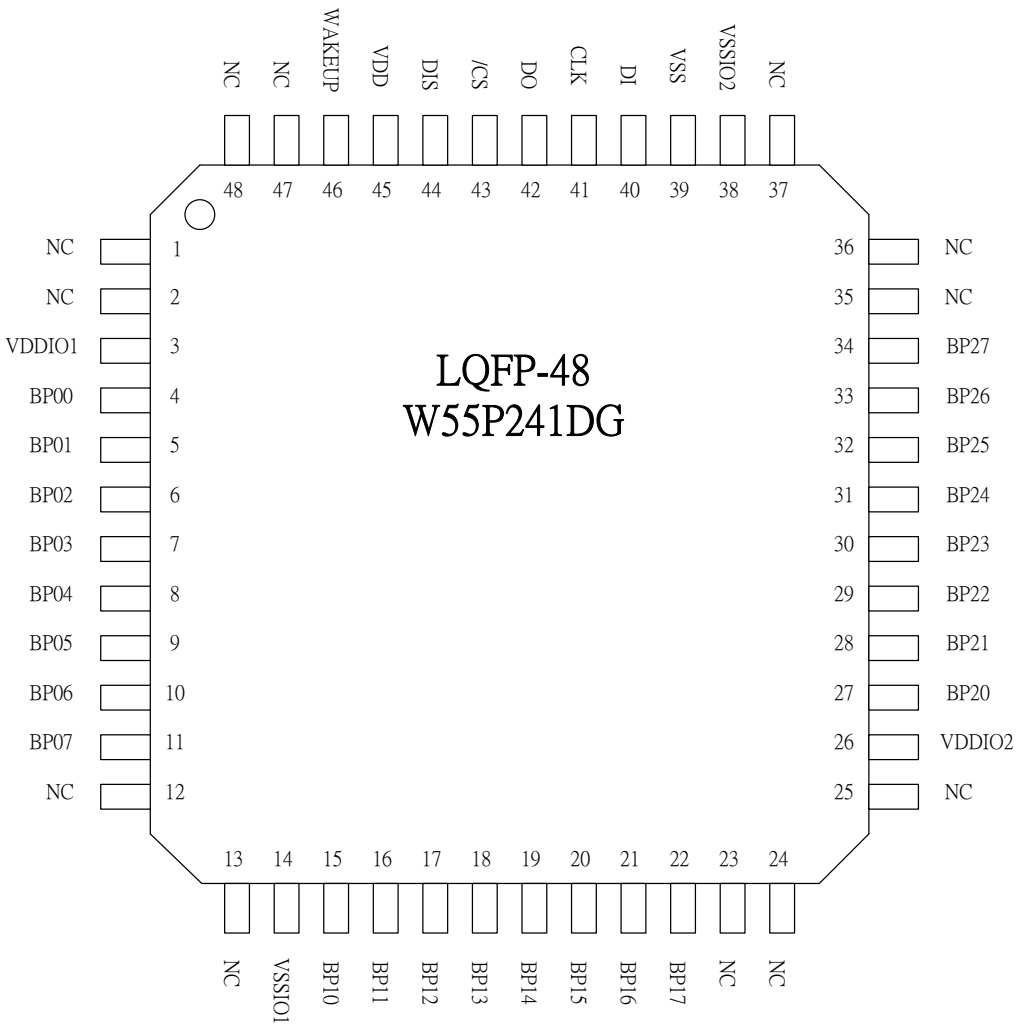 NC NC WAKEUP VDD DIS /CS DO CLK DI VSS VSSIO2 NC
48 47 46 45 44 43 42 41 40 39 38 37
NC 1 36 NC
NC 2 35 NC
VDDIO1 3 34 BP27
BP00 4 33 BP26
LQFP-48
W55P241DG
BP01 5 32 BP25
BP02 6 31 BP24
BP03 7 30 BP23
BP04 8 29 BP22
BP05 9 28 BP21
BP06 10 27 BP20
BP07 11 26 VDDIO2
NC 12 25 NC
13 14 15 16 17 18 19 20 21 22 23 24
NC VSSIO1 BP10 BP11 BP12 BP13 BP14 BP15 BP16 BP17 NC NC